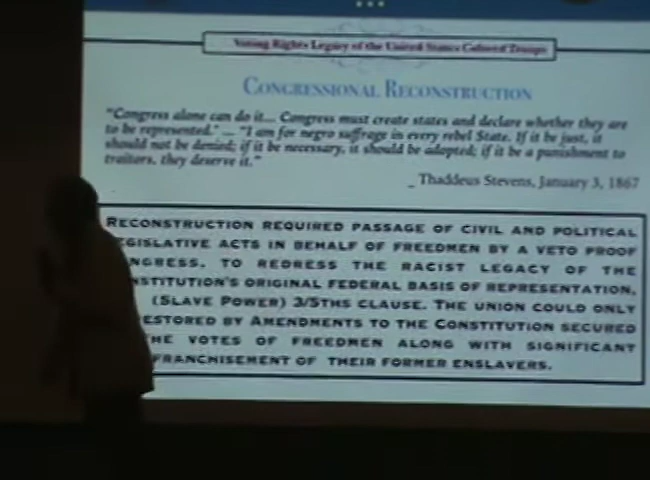 Voting Rights Legacy of the United States Colored Troops
CONGRESSIONAL RECONSTRUCTION
"Congress alone can do it... Congress must create states and declare whether they are
to be represented." ... "I am for negro suffrage in every rebel State. If it be just, it
should not be denied; if it be necessary, it should be adopted; if it be a punishment to
traitors, they deserve it."
_ Thaddeus Stevens, January 3, 1867
RECONSTRUCTION REQUIRED PASSAGE OF CIVIL AND POLITICAL
EGISLATIVE ACTS IN BEHALF OF FREEDMEN BY A VETO PROOF
NGRESS, TO REDRESS THE RACIST LEGACY OF THE
NSTITUTION'S ORIGINAL FEDERAL BASIS OF REPRESENTATION,
(SLAVE POWER) 3/5THS CLAUSE. THE UNION COULD ONLY
ESTORED BY AMENDMENTS TO THE CONSTITUTION SECURED
HE VOTES OF FREEDMEN ALONG WITH SIGNIFICANT
FRANCHISEMENT OF THEIR FORMER ENSLAVERS.